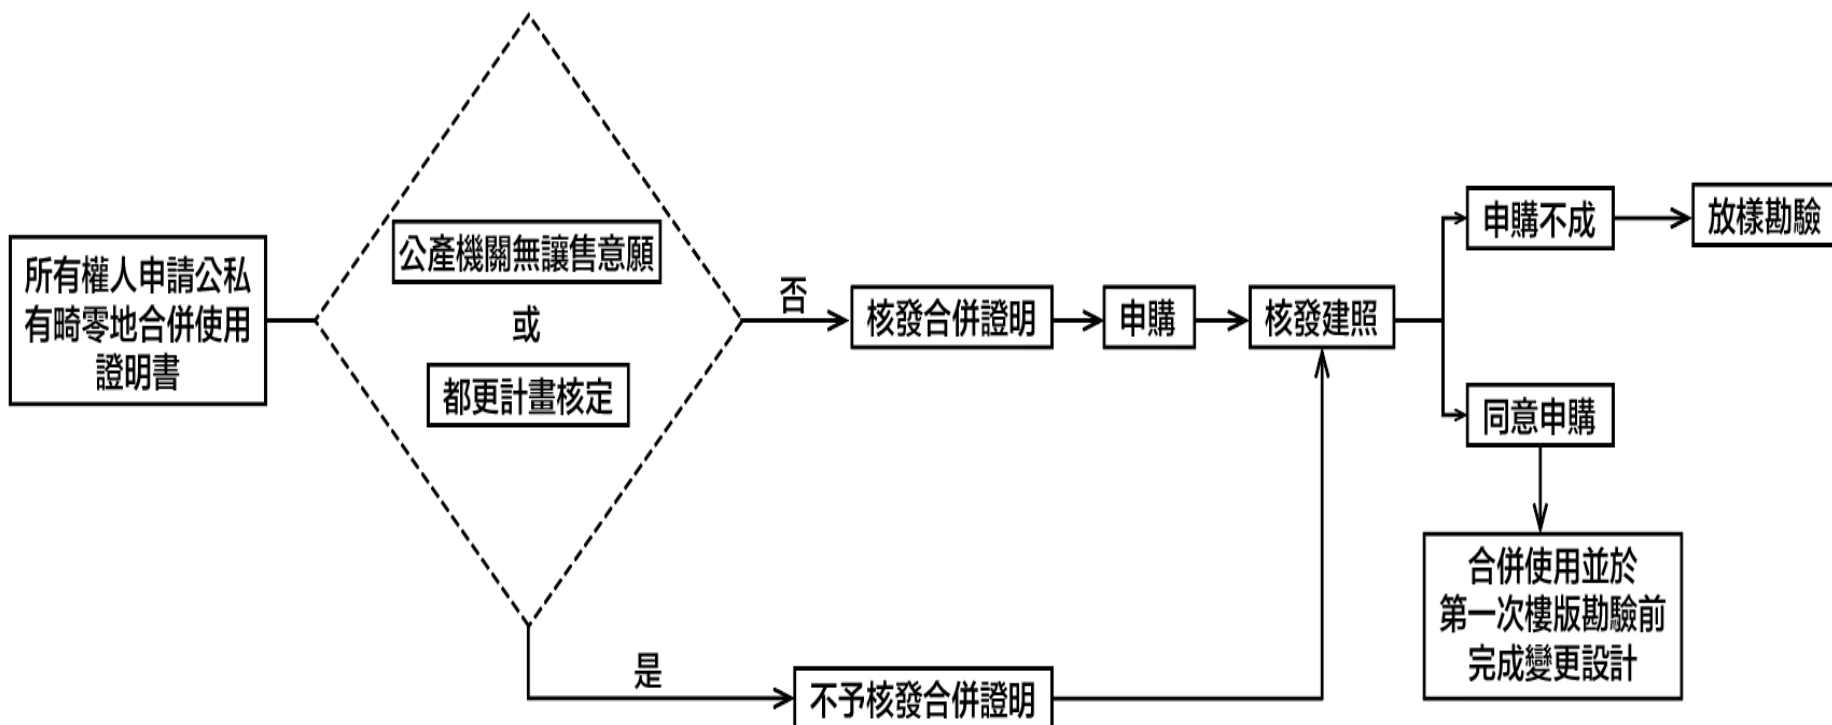 所有權人申請公私
有畸零地合併使用
證明書
公產機關無讓售意願
或
都更計畫核定
否
核發合併證明
申購
核發建照
申購不成
放樣勘驗
同意申購
合併使用並於
第一次樓版勘驗前
完成變更設計
是
不予核發合併證明